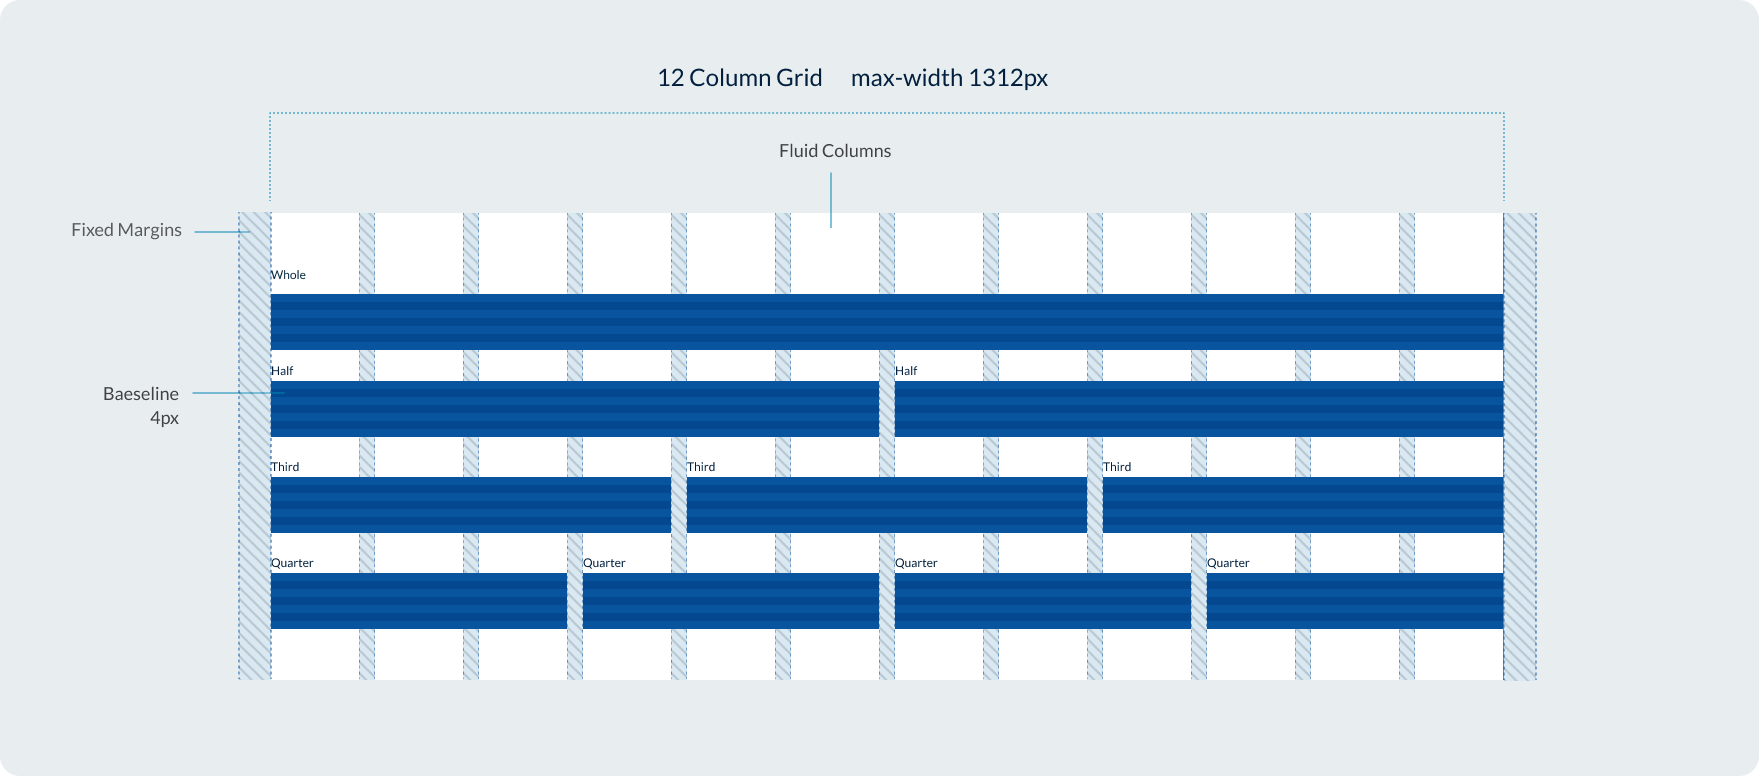 12 Column Grid max-width 1312px
Fluid Columns
Fixed Margins
Whole
Half Half
Baeseline
4px
Third Third Third
Quarter Quarter Quarter Quarter